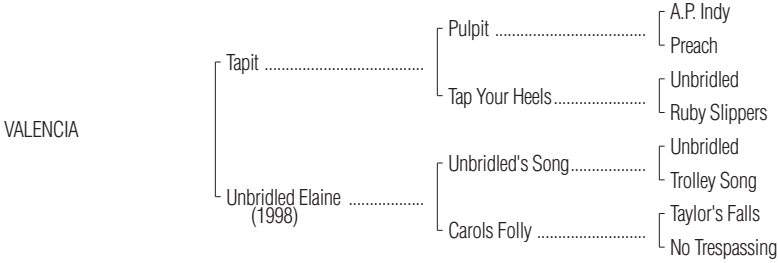 A.P. Indy
Pulpit ....................................
Preach
Tapit ......................................
Unbridled
Tap Your Heels......................
Ruby Slippers
VALENCIA
Unbridled
Unbridled's Song..................
Trolley Song
Unbridled Elaine ..................
(1998)
Taylor's Falls
Carols Folly ..........................
No Trespassing